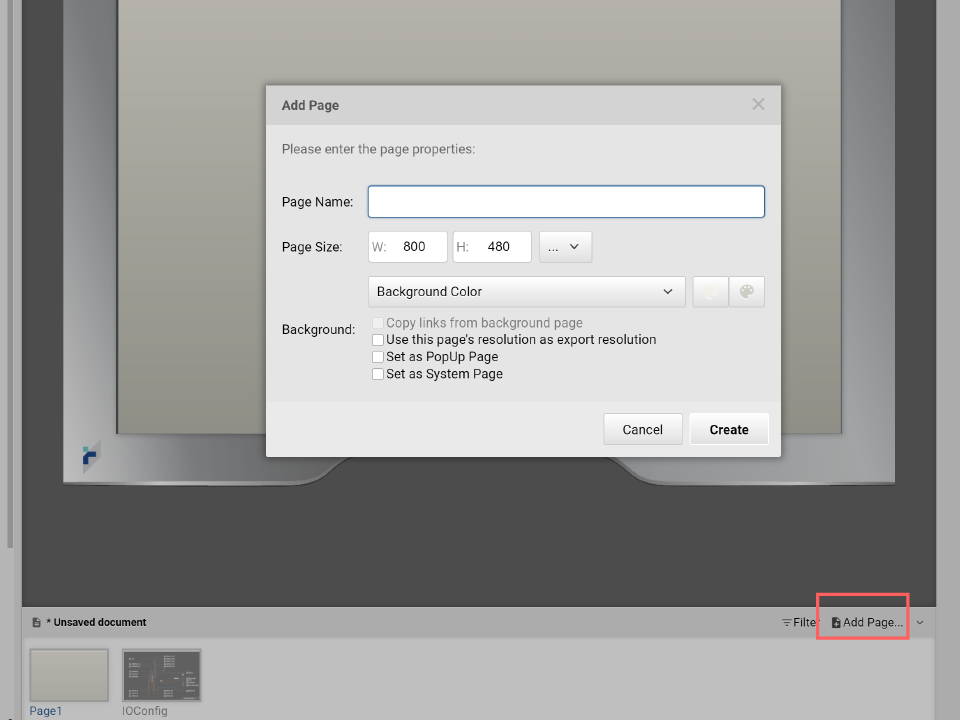 Add Page
Please enter the page properties:
Page Name:
Page Size: W: 800 H: 480 ...
Background Color
Background:
Copy links from background page
Use this page's resolution as export resolution
Set as PopUp Page
Set as System Page
Cancel Create
* Unsaved document Filter Add Page...
Page1 IOConfig